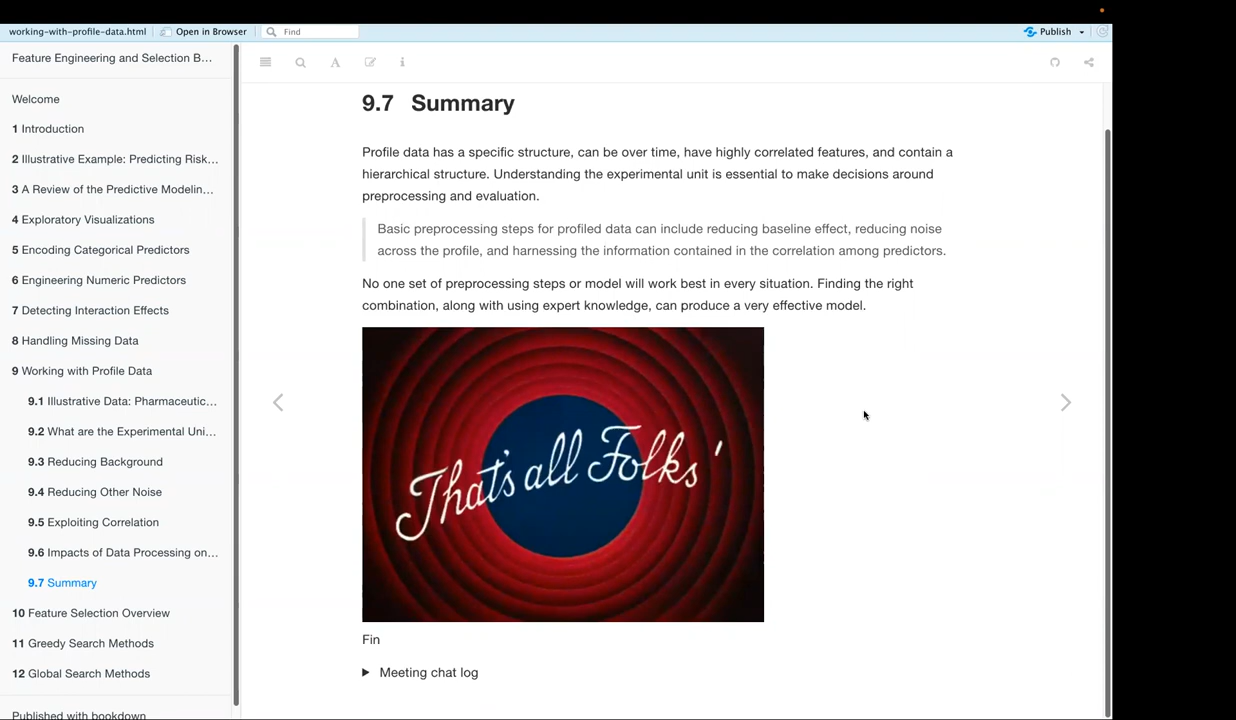 working-with-profile-data.html
Open in Browser
Find
Publish
Feature Engineering and Selection B...
Welcome
1 Introduction
2 Illustrative Example: Predicting Risk...
3 A Review of the Predictive Modelin...
4 Exploratory Visualizations
5 Encoding Categorical Predictors
6 Engineering Numeric Predictors
7 Detecting Interaction Effects
8 Handling Missing Data
9 Working with Profile Data
9.1 Illustrative Data: Pharmaceutic...
9.2 What are the Experimental Uni...
9.3 Reducing Background
9.4 Reducing Other Noise
9.5 Exploiting Correlation
9.6 Impacts of Data Processing on...
9.7 Summary
10 Feature Selection Overview
11 Greedy Search Methods
12 Global Search Methods
Published with bookdown
9.7 Summary
Profile data has a specific structure, can be over time, have highly correlated features, and contain a
hierarchical structure. Understanding the experimental unit is essential to make decisions around
preprocessing and evaluation.
Basic preprocessing steps for profiled data can include reducing baseline effect, reducing noise
across the profile, and harnessing the information contained in the correlation among predictors.
No one set of preprocessing steps or model will work best in every situation. Finding the right
combination, along with using expert knowledge, can produce a very effective model.
That's all Folks '
Fin
Meeting chat log